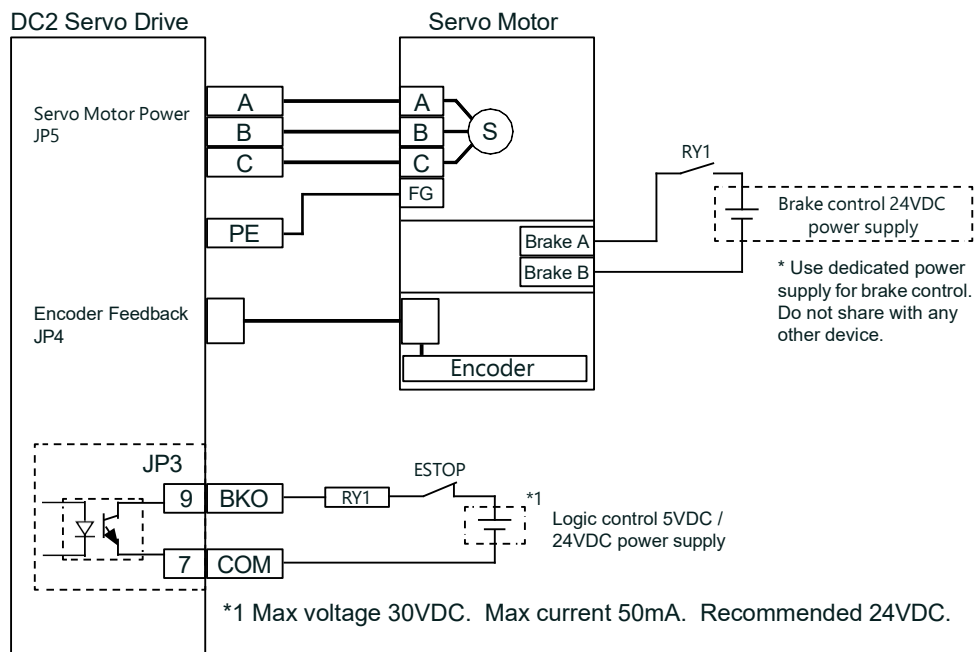 DC2 Servo Drive
Servo Motor
Servo Motor Power
JP5
A
B
C
PE
A
B
C
FG
S
RY1
Brake A
Brake B
Brake control 24VDC
power supply
* Use dedicated power
supply for brake control.
Do not share with any
other device.
Encoder Feedback
JP4
Encoder
JP3
9
BKO
RY1
ESTOP
*1
Logic control 5VDC /
24VDC power supply
7
COM
*1 Max voltage 30VDC. Max current 50mA. Recommended 24VDC.